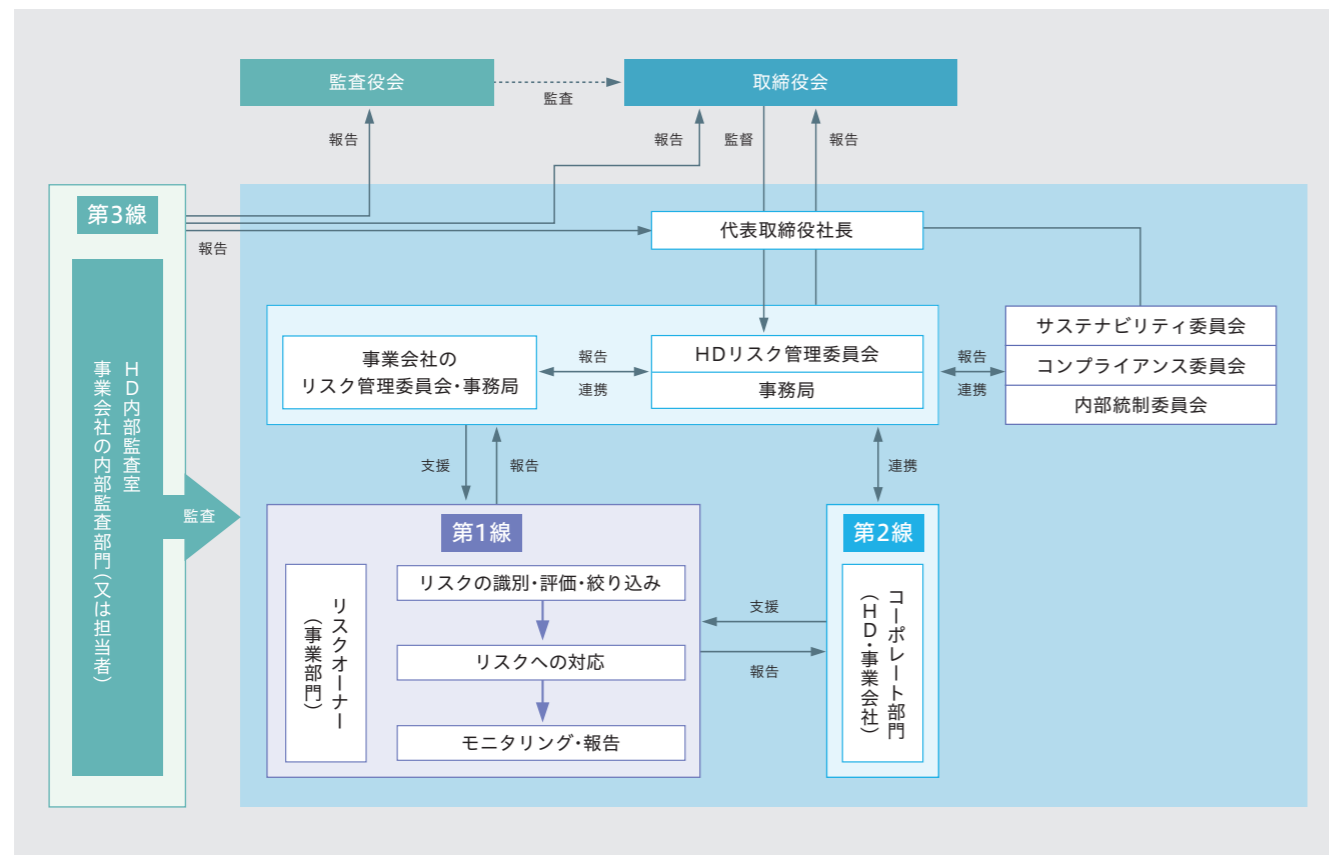 監査役会
取締役会
監査
報告
報告
監督
報告
第3線
代表取締役社長
報告
HD内部監査室
事業会社の内部監査部門(又は担当者)
監査
事業会社の
リスク管理委員会・事務局
報告
連携
HDリスク管理委員会
事務局
報告
連携
サステナビリティ委員会
コンプライアンス委員会
内部統制委員会
支援
報告
連携
第1線
リスクオーナー
(事業部門)
リスクの識別・評価・絞り込み
リスクへの対応
モニタリング・報告
支援
報告
第2線
コーポレート部門
(HD・事業会社)